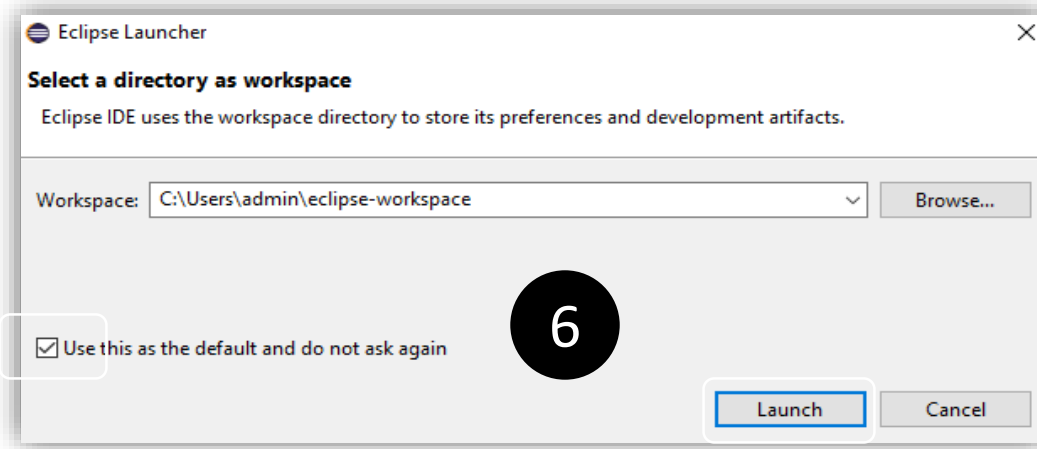 Eclipse Launcher
Select a directory as workspace
Eclipse IDE uses the workspace directory to store its preferences and development artifacts.
Workspace: C:\Users\admin\eclipse-workspace Browse...
6
Use this as the default and do not ask again
Launch Cancel